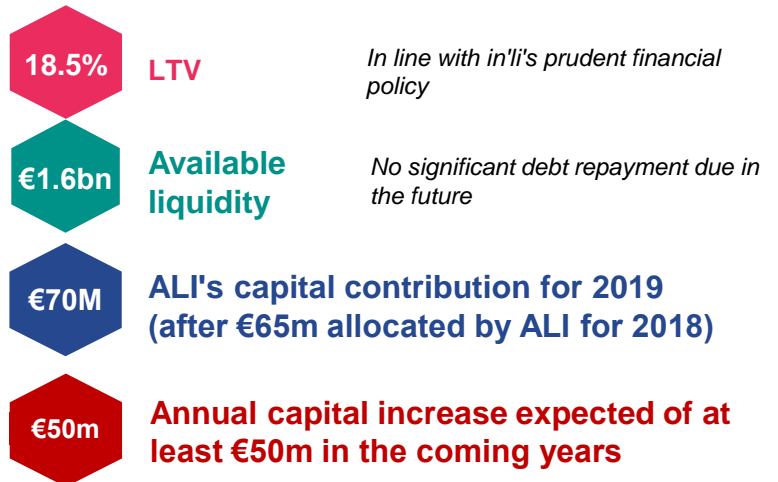 18.5%
LTV
In line with in'li's prudent financial
policy
€1.6bn
Available
liquidity
No significant debt repayment due in
the future
€70M
ALI's capital contribution for 2019
(after €65m allocated by ALI for 2018)
€50m
Annual capital increase expected of at
least €50m in the coming years